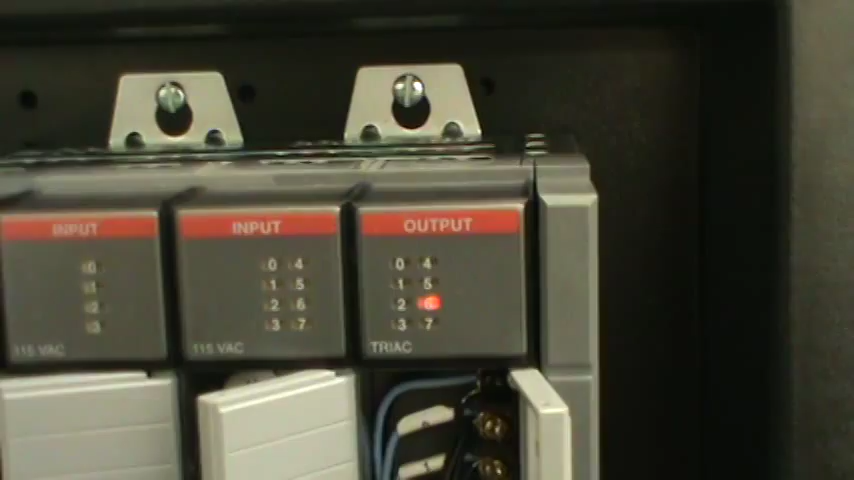 INPUT
0
1
2
3
115 VAC
INPUT
0 4
1 5
2 6
3 7
115 VAC
OUTPUT
0 4
1 5
2 6
3 7
TRIAC